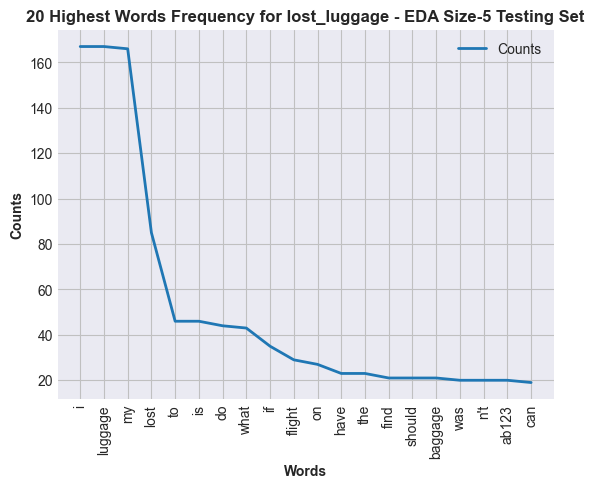 20 Highest Words Frequency for lost_luggage - EDA Size-5 Testing Set
Counts
160
140
120
100
80
60
40
20
Counts
i
luggage
my
lost
to
is
do
what
if
flight
on
have
the
find
should
baggage
was
n't
ab123
can
Words